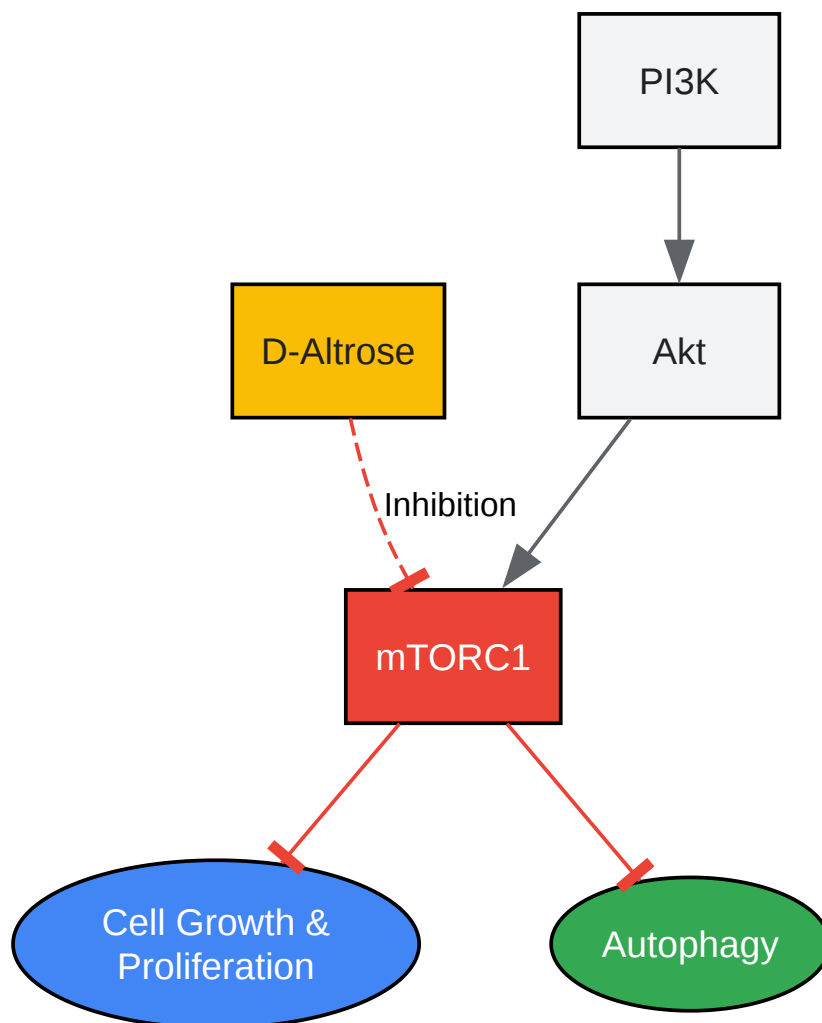 PI3K
D-Altrose
Akt
Inhibition
mTORC1
Cell Growth &
Proliferation
Autophagy